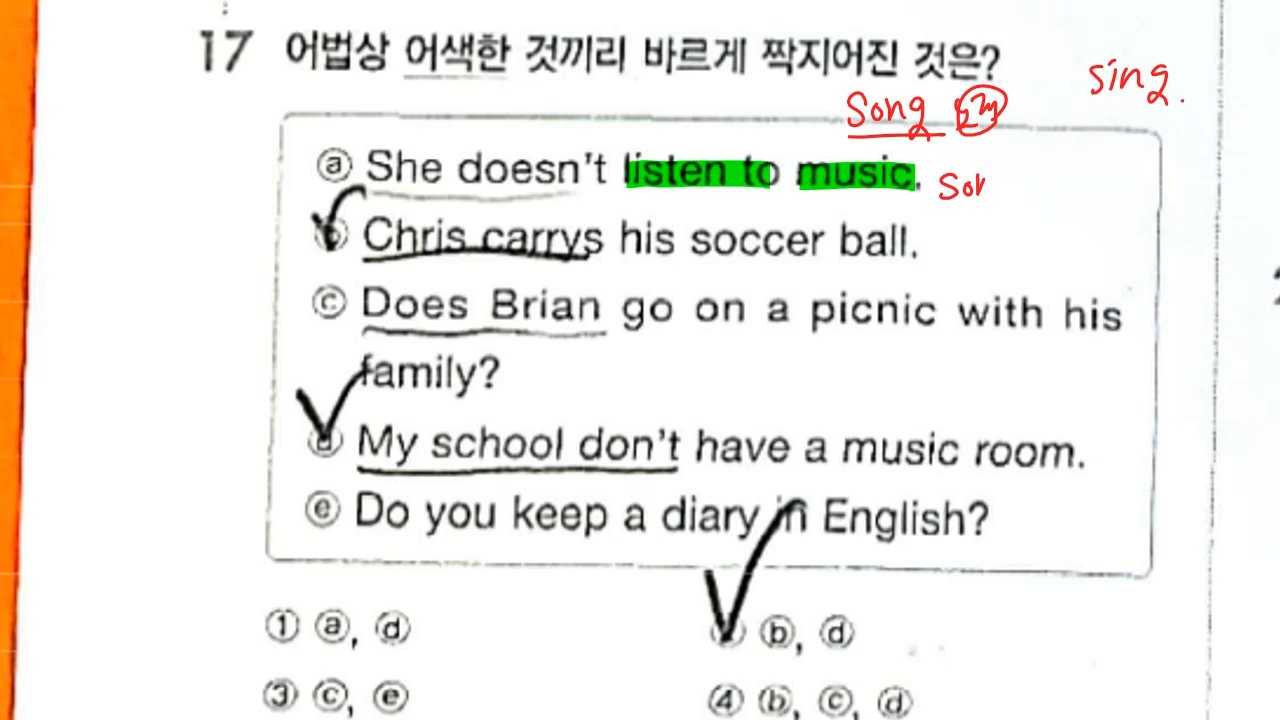 17 어법상 어색한 것끼리 바르게 짝지어진 것은?
sing.
Song
ⓐ She doesn't listen to music.
Sor
ⓑ Chris carrys his soccer ball.
ⓒ Does Brian go on a picnic with his
family?
ⓓ My school don't have a music room.
ⓔ Do you keep a diary in English?
① ⓐ, ⓓ
② ⓑ, ⓓ
③ ⓒ, ⓔ
④ ⓑ, ⓒ, ⓓ